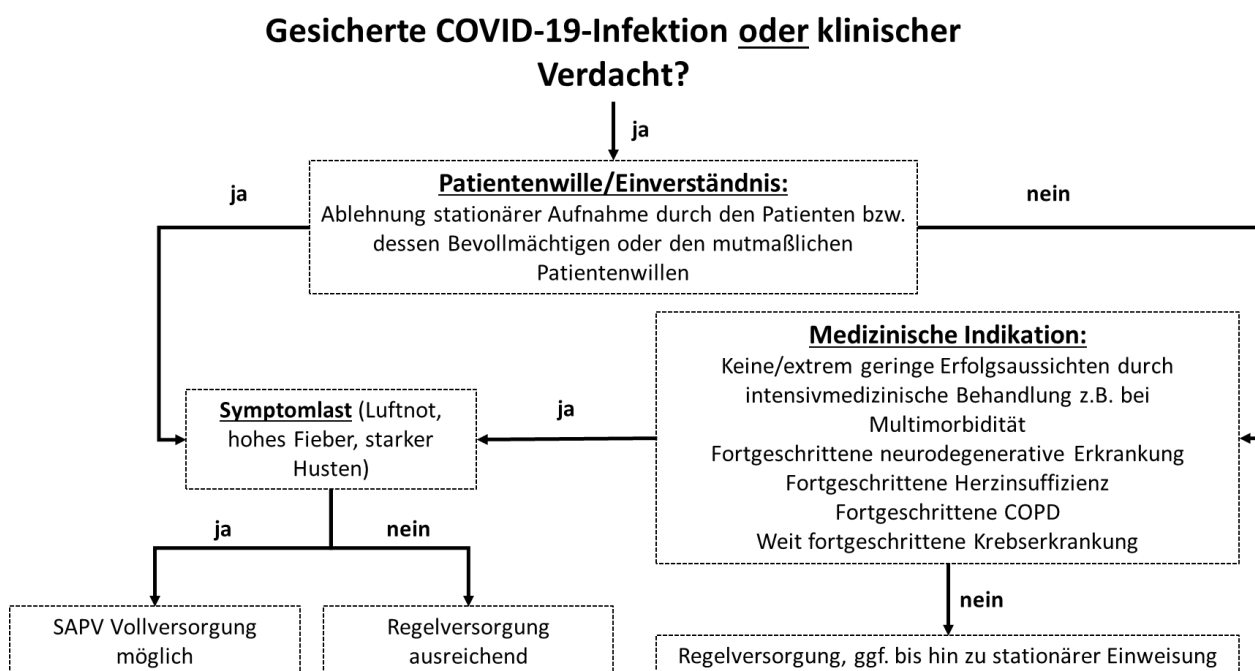 Gesicherte COVID-19-Infektion oder klinischer
Verdacht?
ja
Patientenwille/Einverständnis:
Ablehnung stationärer Aufnahme durch den Patienten bzw.
dessen Bevollmächtigen oder den mutmaßlichen
Patientenwillen
ja
nein
Medizinische Indikation:
Keine/extrem geringe Erfolgsaussichten durch
intensivmedizinische Behandlung z.B. bei
Multimorbidität
Fortgeschrittene neurodegenerative Erkrankung
Fortgeschrittene Herzinsuffizienz
Fortgeschrittene COPD
Weit fortgeschrittene Krebserkrankung
ja
Symptomlast (Luftnot,
hohes Fieber, starker
Husten)
ja
nein
nein
SAPV Vollversorgung
möglich
Regelversorgung
ausreichend
Regelversorgung, ggf. bis hin zu stationärer Einweisung